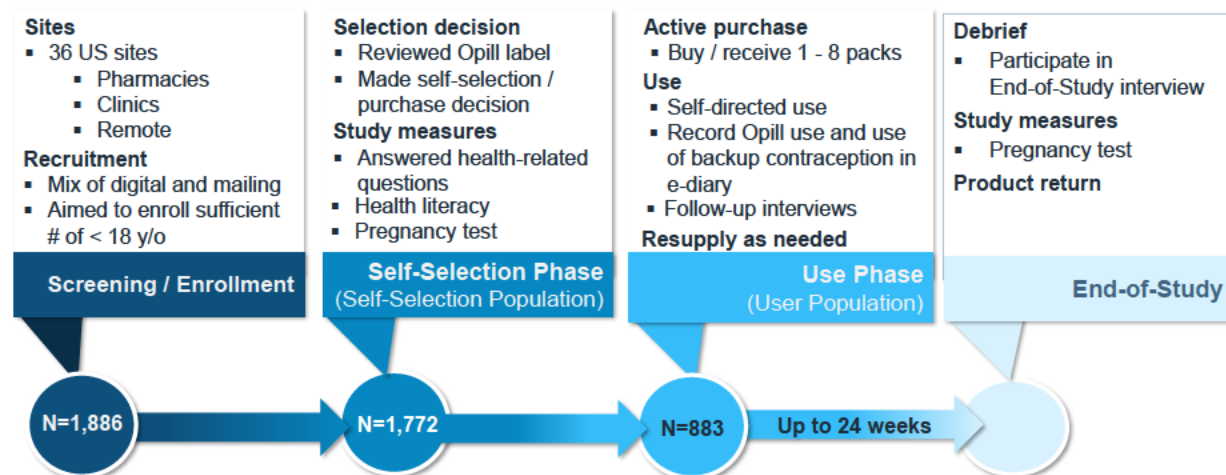 Sites
▪ 36 US sites
▪ Pharmacies
▪ Clinics
▪ Remote
Recruitment
▪ Mix of digital and mailing
▪ Aimed to enroll sufficient
# of < 18 y/o
Screening / Enrollment
N=1,886
Selection decision
▪ Reviewed Opill label
▪ Made self-selection /
purchase decision
Study measures
▪ Answered health-related
questions
▪ Health literacy
▪ Pregnancy test
Self-Selection Phase
(Self-Selection Population)
N=1,772
Active purchase
▪ Buy / receive 1 - 8 packs
Use
▪ Self-directed use
▪ Record Opill use and use
of backup contraception in
e-diary
▪ Follow-up interviews
Resupply as needed
Use Phase
(User Population)
N=883
Up to 24 weeks
Debrief
▪ Participate in
End-of-Study interview
Study measures
▪ Pregnancy test
Product return
End-of-Study